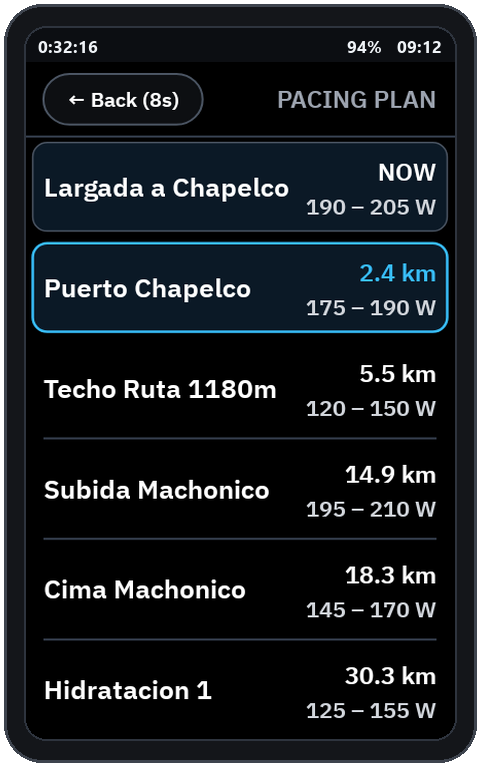 0:32:16 94% 09:12
← Back (8s) PACING PLAN
Largada a Chapelco NOW
190 – 205 W
Puerto Chapelco 2.4 km
175 – 190 W
Techo Ruta 1180m 5.5 km
120 – 150 W
Subida Machonico 14.9 km
195 – 210 W
Cima Machonico 18.3 km
145 – 170 W
Hidratacion 1 30.3 km
125 – 155 W